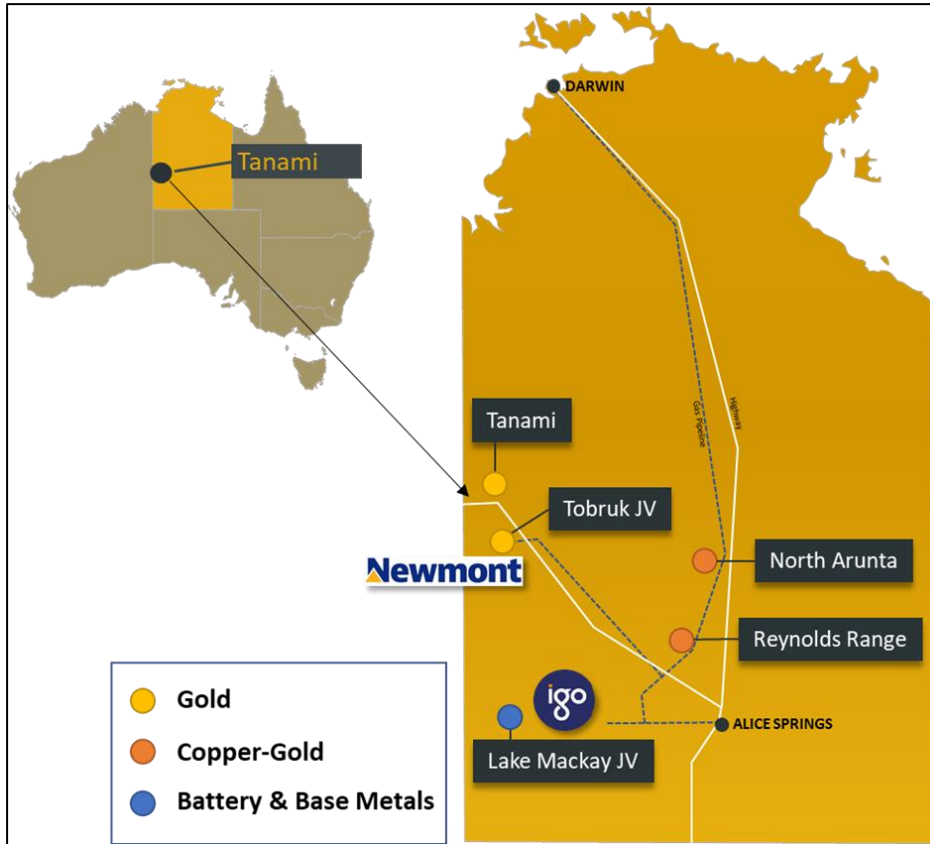 Tanami
DARWIN
Highway
Gas Pipeline
Tanami
Tobruk JV
Newmont
North Arunta
Reynolds Range
igo
Lake Mackay JV
ALICE SPRINGS
Gold
Copper-Gold
Battery & Base Metals